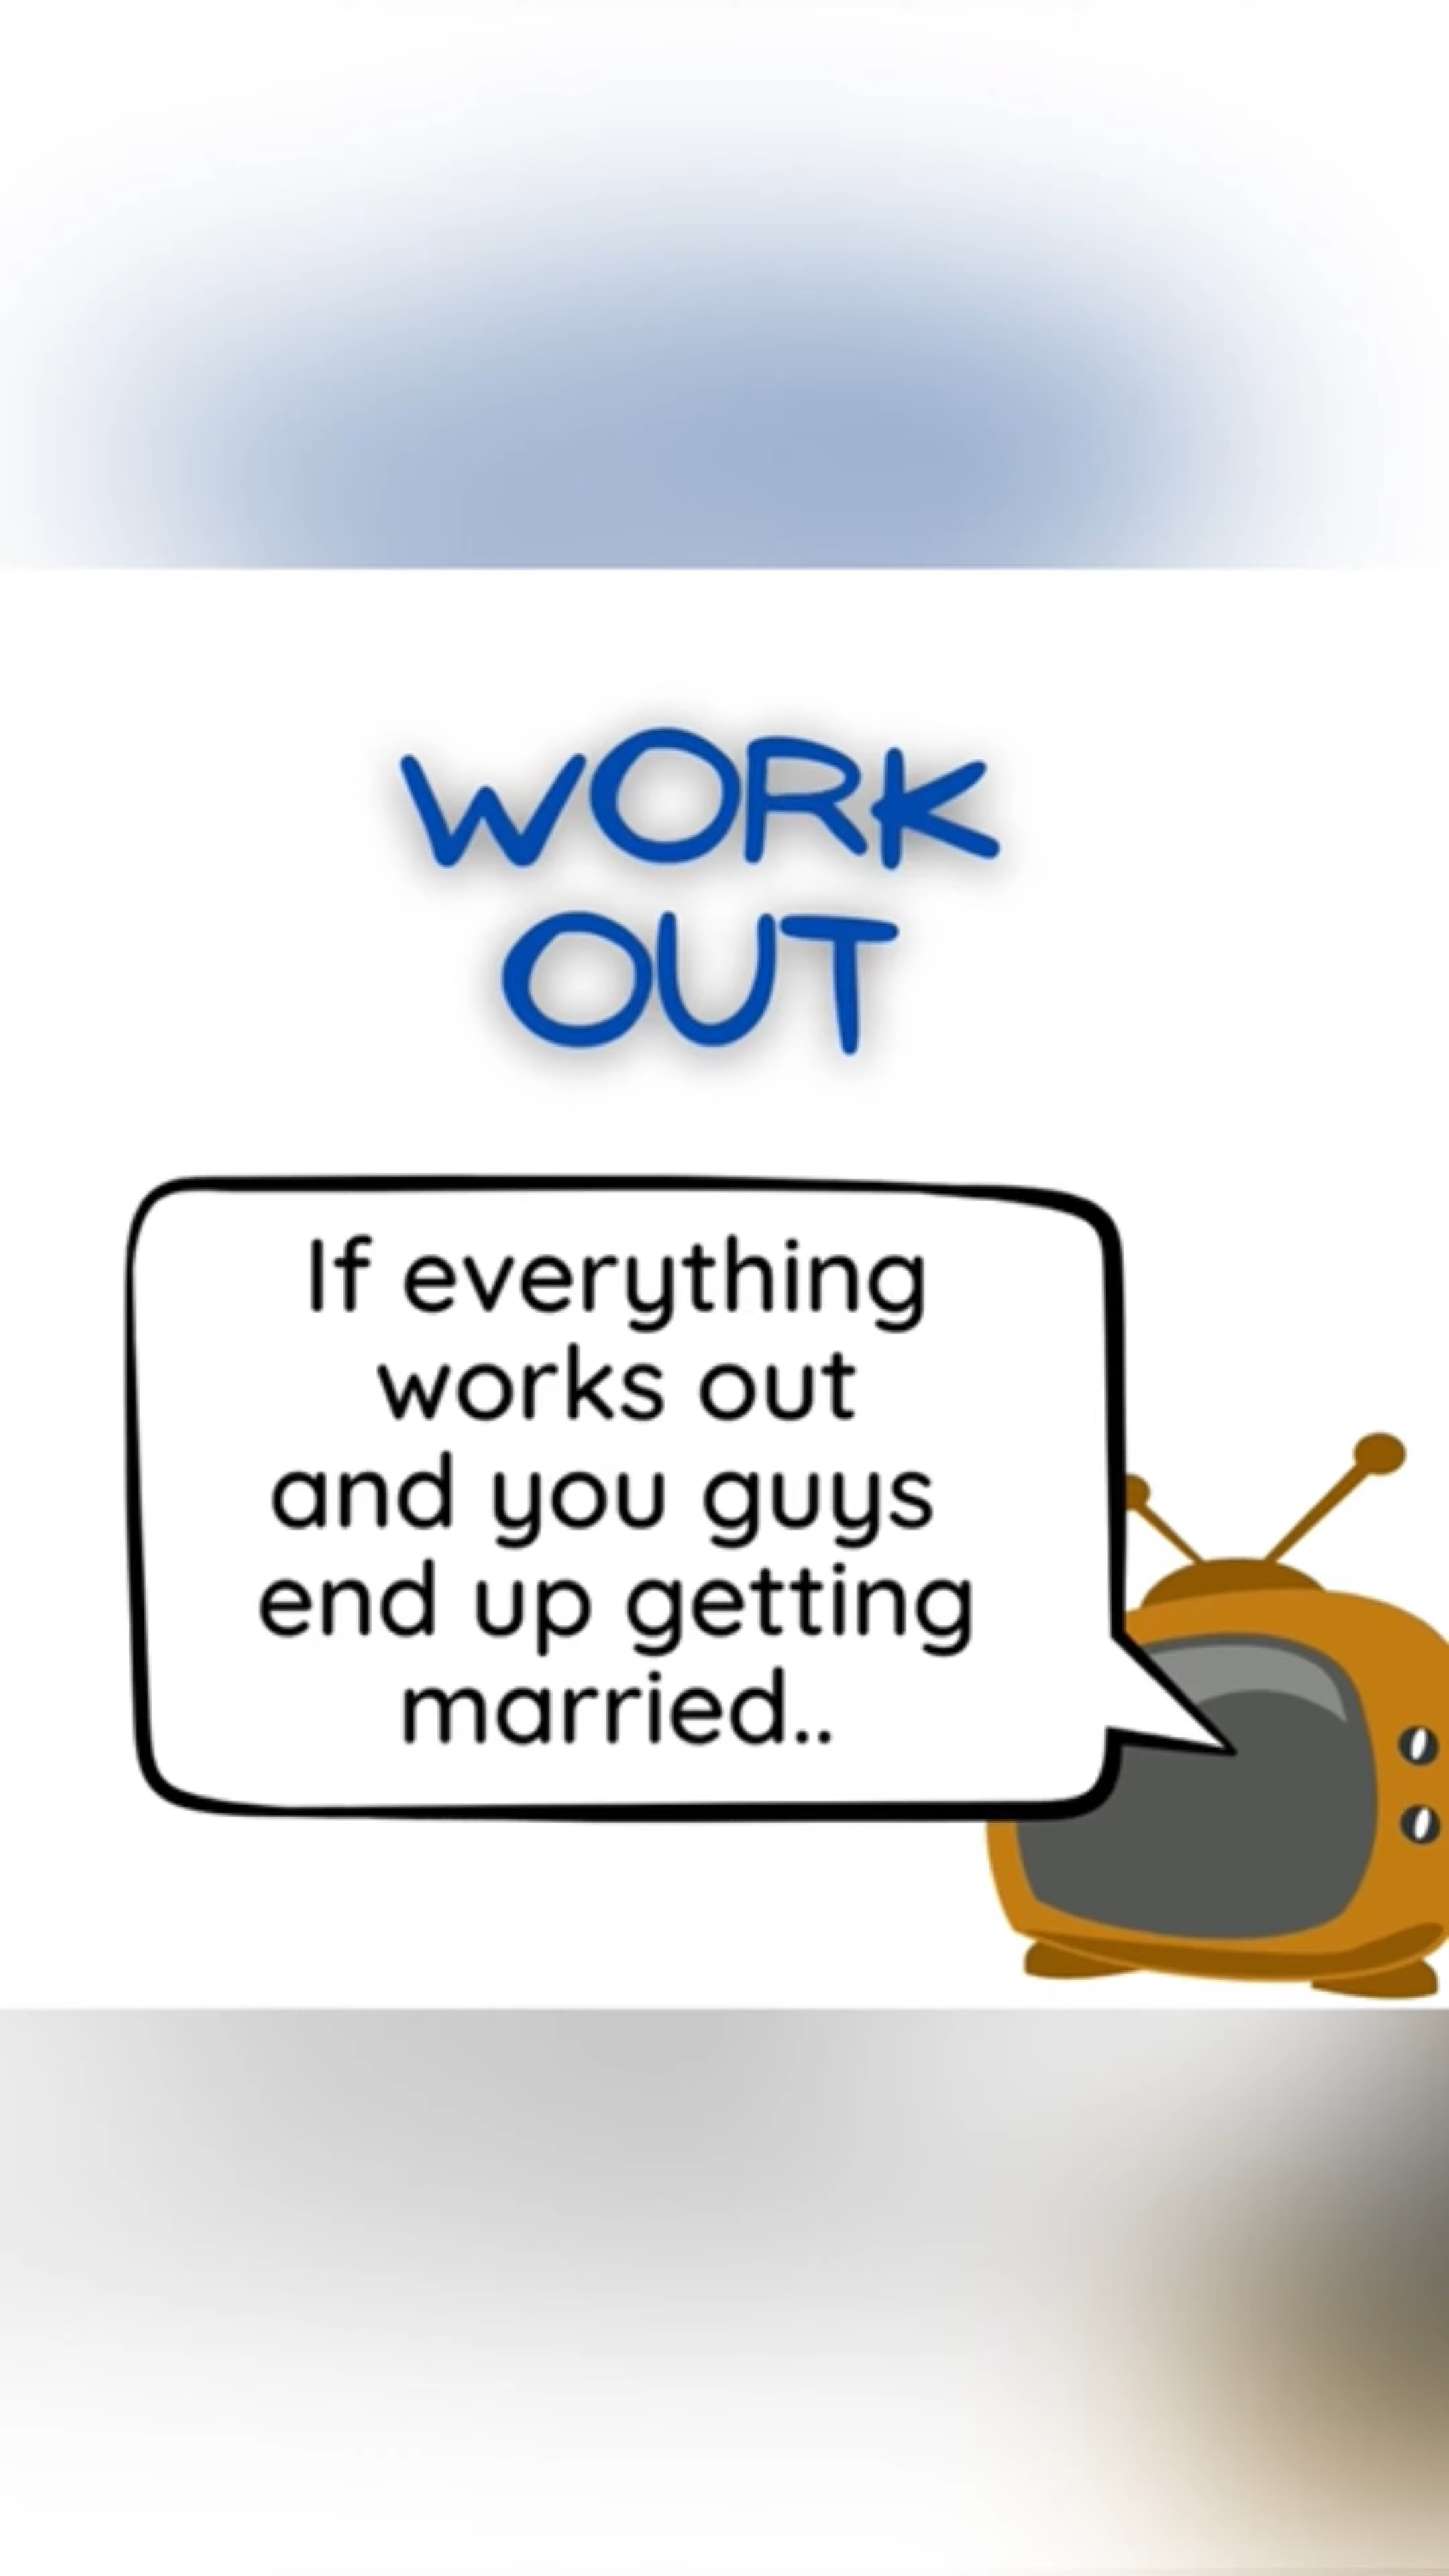 WORK
OUT
If everything
works out
and you guys
end up getting
married..